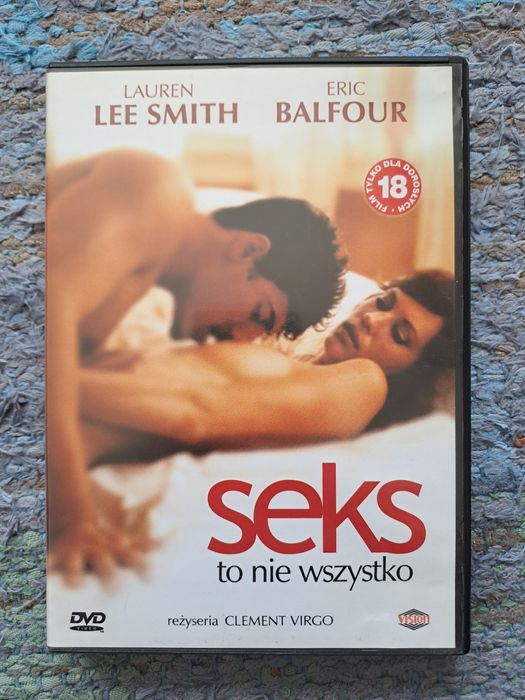 LAUREN
LEE SMITH
ERIC
BALFOUR
FILM TYLKO DLA DOROSŁYCH •
18
seks
to nie wszystko
DVD
VIDEO
reżyseria CLEMENT VIRGO
VISION